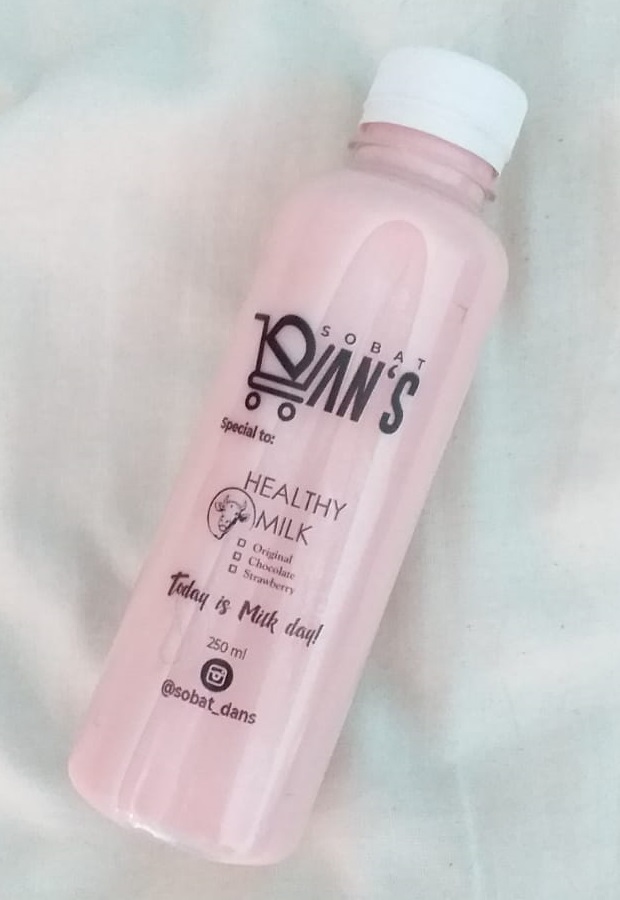 SOBAT
DAN'S
Special to:
HEALTHY
MILK
Original
Chocolate
Strawberry
Today is Milk day!
250 ml
@sobat_dans